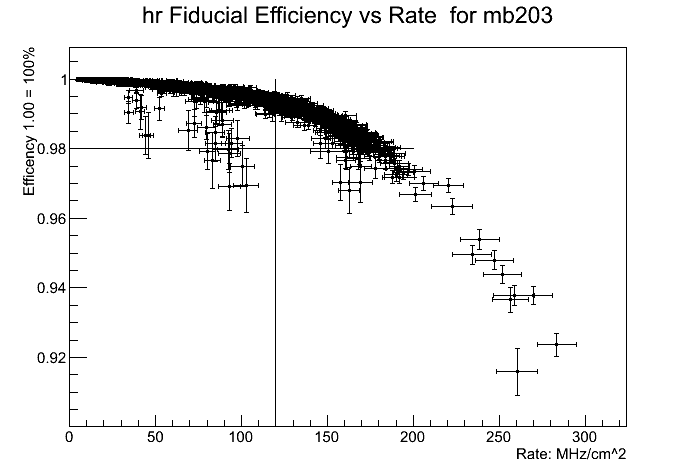 hr Fiducial Efficiency vs Rate  for mb203
Efficency 1.00 = 100%
1
0.98
0.96
0.94
0.92
0 50 100 150 200 250 300
Rate: MHz/cm^2